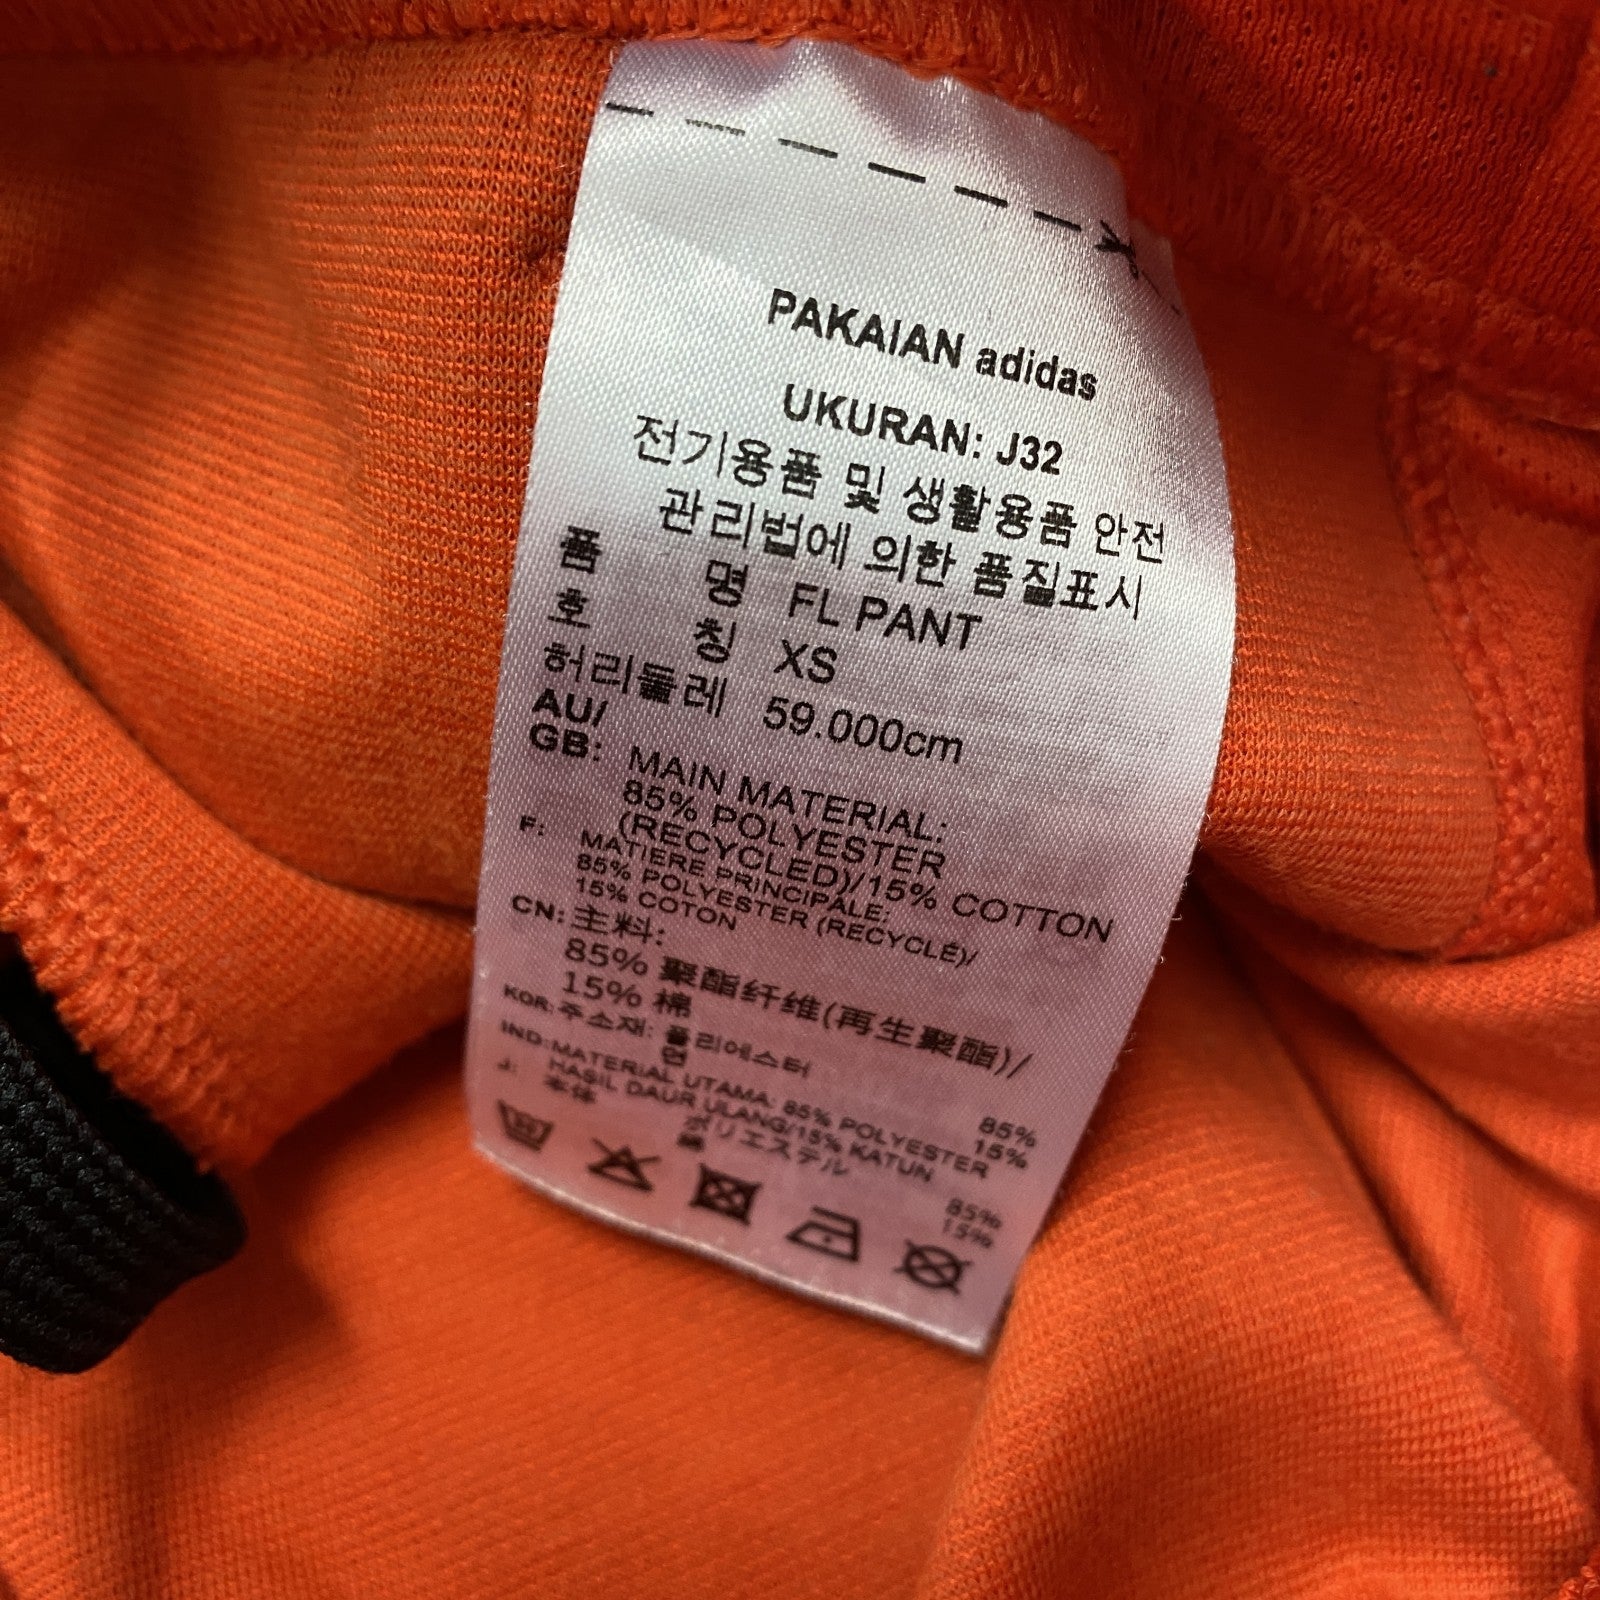 PAKAIAN adidas
UKURAN: J32
전기용품 및 생활용품 안전
관리법에 의한 품질표시
품 명 FL PANT
호 칭 XS
허리둘레 59.000cm
AU/
GB: MAIN MATERIAL:
85% POLYESTER
(RECYCLED)/15% COTTON
F: MATIERE PRINCIPALE:
85% POLYESTER (RECYCLÉ)/
15% COTON
CN: 主料:
85% 聚酯纤维(再生聚酯)/
15% 棉
KOR: 주소재: 폴리에스터 85%
면 15%
IND: MATERIAL UTAMA: 85% POLYESTER
HASIL DAUR ULANG/15% KATUN
J: 本体 ポリエステル 85%
綿 15%